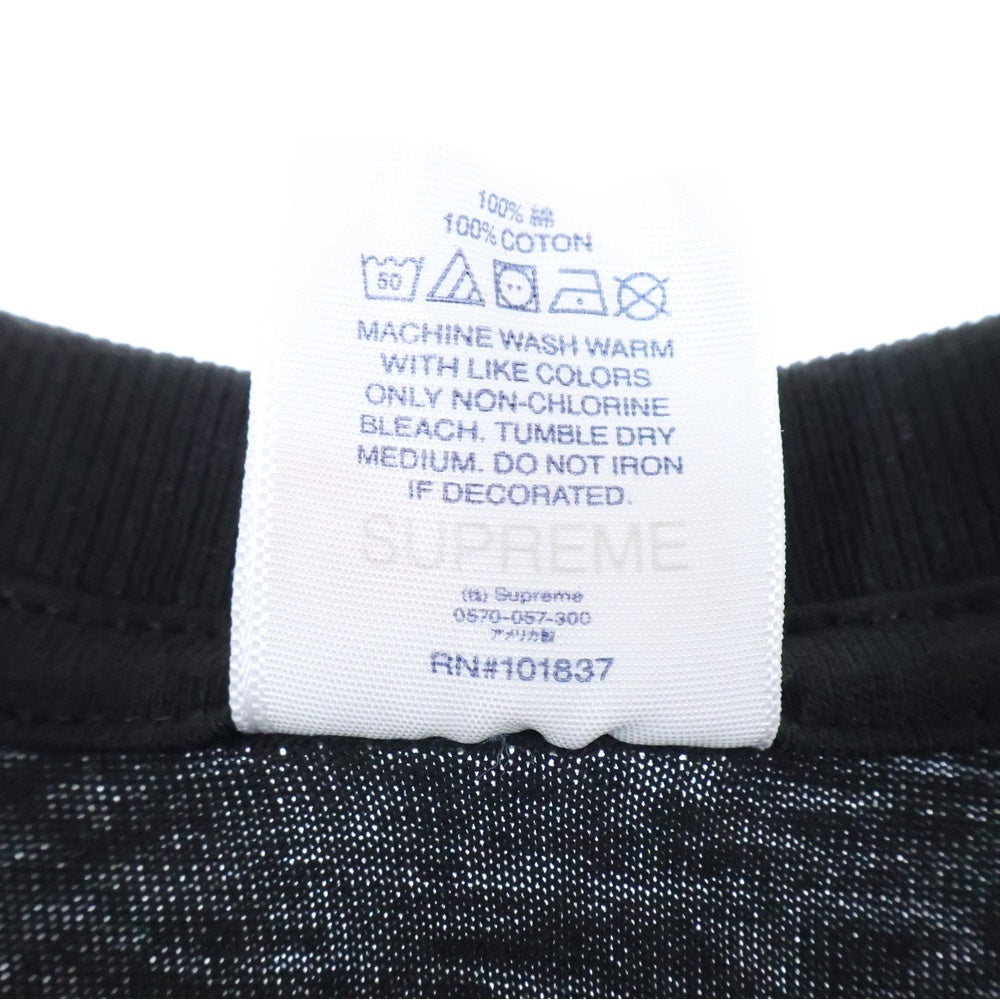 100% 綿
100% COTON
50
MACHINE WASH WARM
WITH LIKE COLORS
ONLY NON-CHLORINE
BLEACH. TUMBLE DRY
MEDIUM. DO NOT IRON
IF DECORATED.
SUPREME
(株) Supreme
0570-057-300
アメリカ製
RN#101837